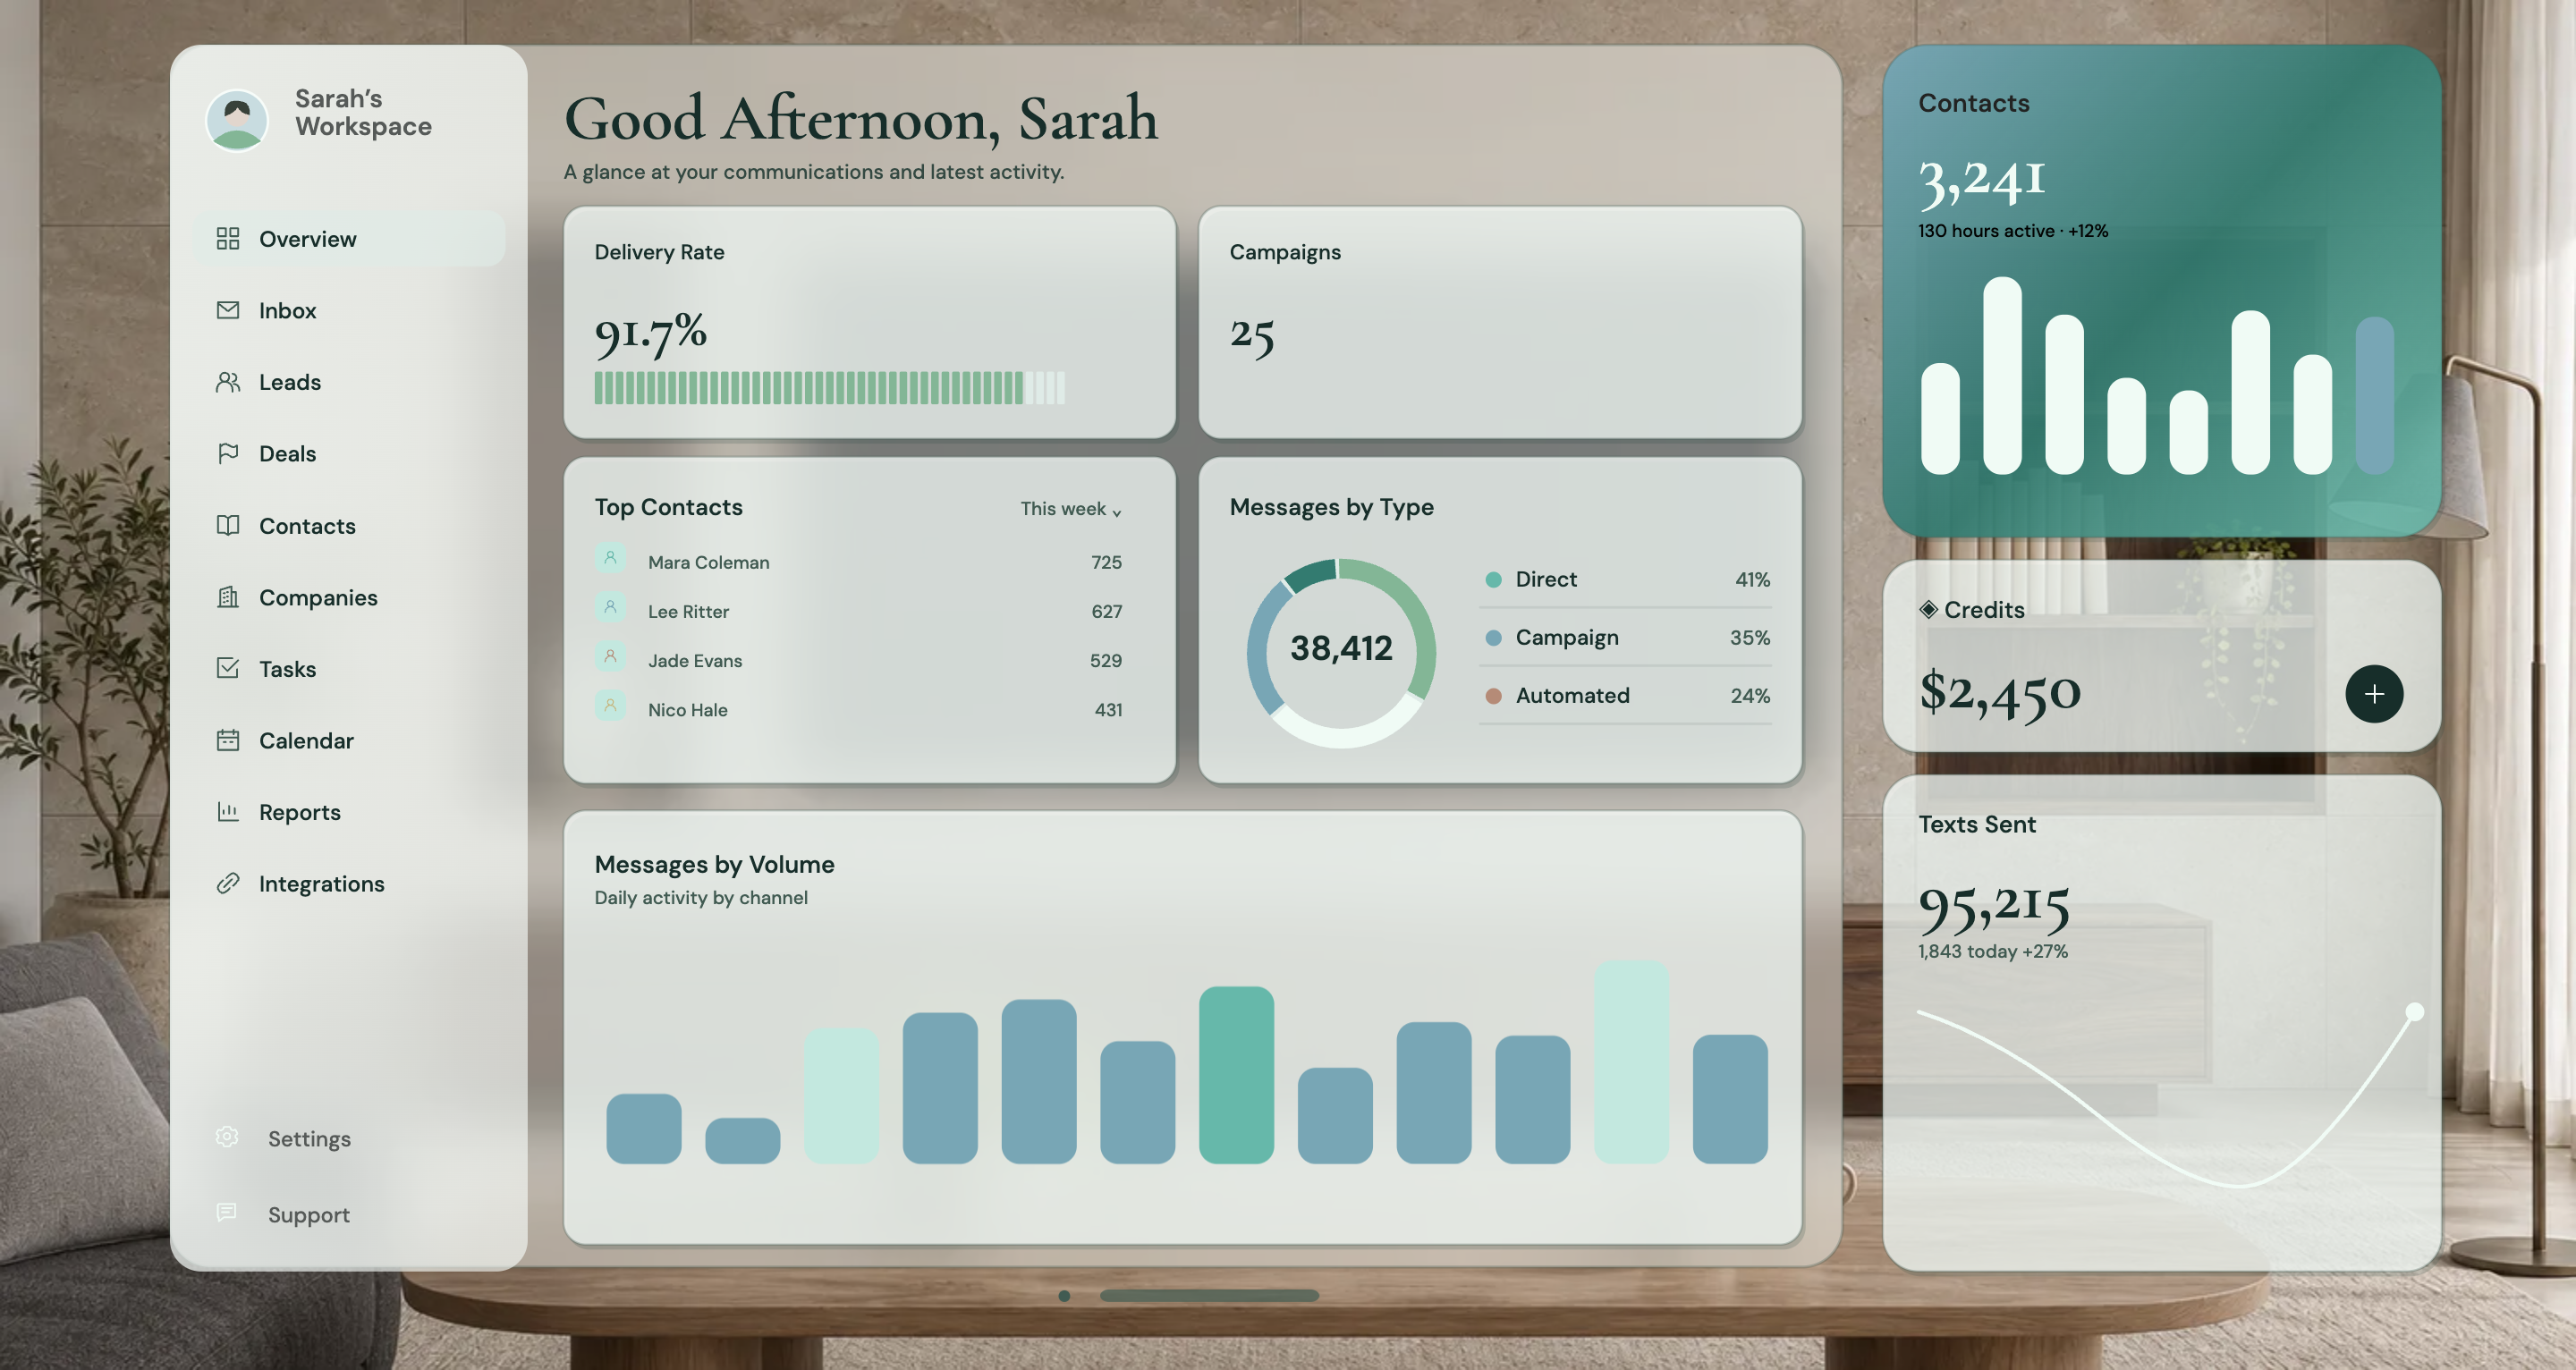 Sarah’s
Workspace
Overview
Inbox
Leads
Deals
Contacts
Companies
Tasks
Calendar
Reports
Integrations
Settings
Support
Good Afternoon, Sarah
A glance at your communications and latest activity.
Delivery Rate
91.7%
Campaigns
25
Top Contacts
This week
Mara Coleman 725
Lee Ritter 627
Jade Evans 529
Nico Hale 431
Messages by Type
38,412
Direct 41%
Campaign 35%
Automated 24%
Messages by Volume
Daily activity by channel
Contacts
3,241
130 hours active · +12%
Credits
$2,450
Texts Sent
95,215
1,843 today +27%